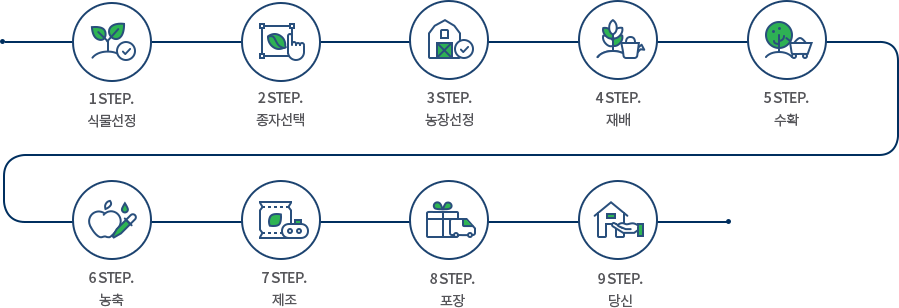 1 STEP.
식물선정
2 STEP.
종자선택
3 STEP.
농장선정
4 STEP.
재배
5 STEP.
수확
6 STEP.
농축
7 STEP.
제조
8 STEP.
포장
9 STEP.
당신